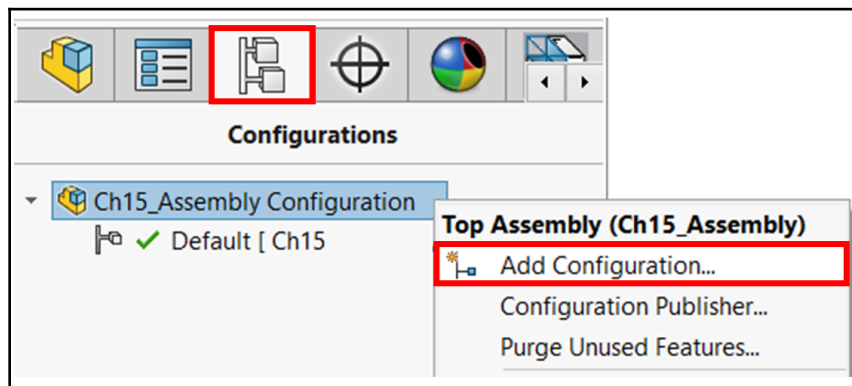 Configurations
Ch15_Assembly Configuration
Default [ Ch15
Top Assembly (Ch15_Assembly)
Add Configuration...
Configuration Publisher...
Purge Unused Features...